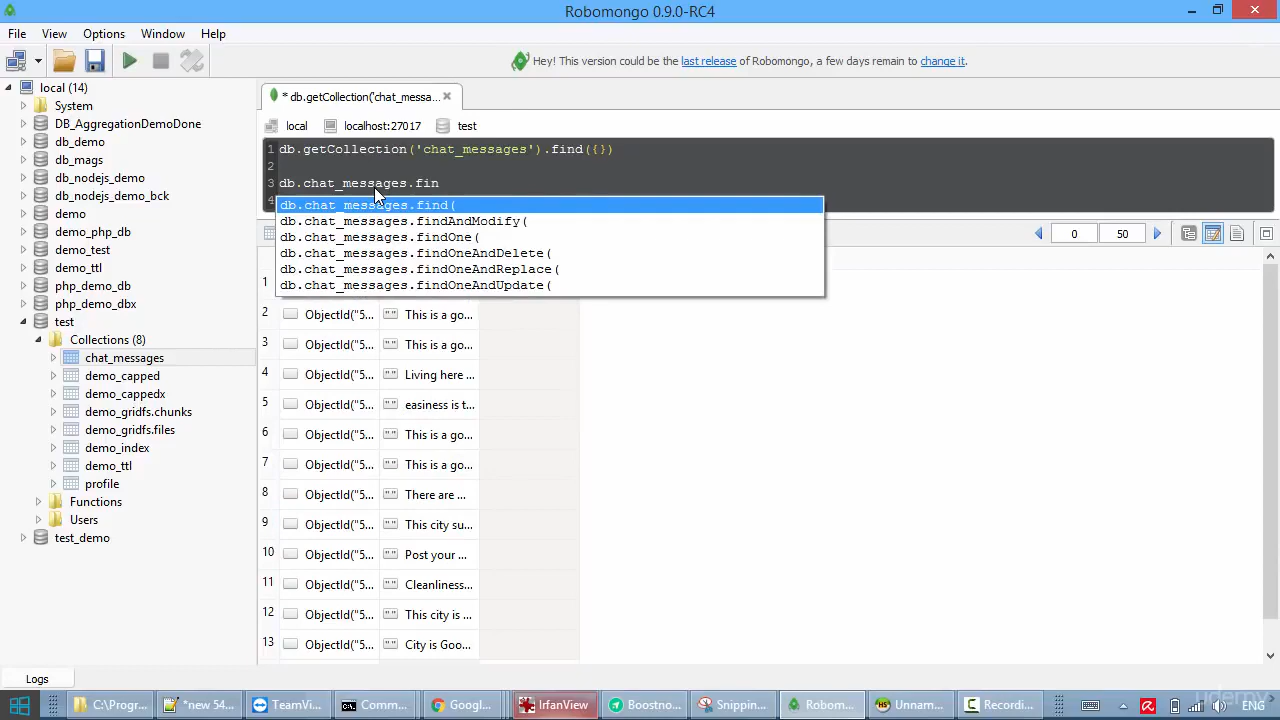 Robomongo 0.9.0-RC4
File View Options Window Help
Hey! This version could be the last release of Robomongo, a few days remain to change it.
local (14)
System
DB_AggregationDemoDone
db_demo
db_mags
db_nodejs_demo
db_nodejs_demo_bck
demo
demo_php_db
demo_test
demo_ttl
php_demo_db
php_demo_dbx
test
Collections (8)
chat_messages
demo_capped
demo_cappedx
demo_gridfs.chunks
demo_gridfs.files
demo_index
demo_ttl
profile
Functions
Users
test_demo
* db.getCollection('chat_messa...
local localhost:27017 test
1 db.getCollection('chat_messages').find({})
2
3 db.chat_messages.fin
4
db.chat_messages.find(
db.chat_messages.findAndModify(
db.chat_messages.findOne(
db.chat_messages.findOneAndDelete(
db.chat_messages.findOneAndReplace(
db.chat_messages.findOneAndUpdate(
0 50
1
2 ObjectId("5... "" This is a go...
3 ObjectId("5... "" This is a go...
4 ObjectId("5... "" Living here ...
5 ObjectId("5... "" easiness is t...
6 ObjectId("5... "" This is a go...
7 ObjectId("5... "" This is a go...
8 ObjectId("5... "" There are ...
9 ObjectId("5... "" This city su...
10 ObjectId("5... "" Post your ...
11 ObjectId("5... "" Cleanliness...
12 ObjectId("5... "" This city is ...
13 ObjectId("5... "" City is Goo...
Logs
C:\Progr... *new 54... TeamVi... Comm... Googl... IrfanView Boostno... Snippin... Robom... Unnam... Recordi... ENG
udemy